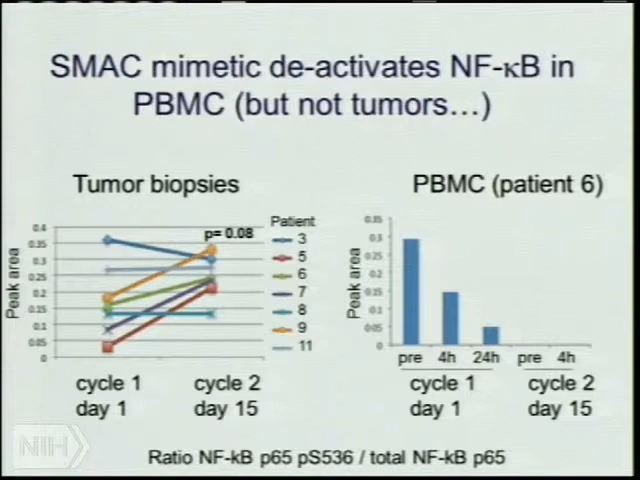 SMAC mimetic de-activates NF-κB in
PBMC (but not tumors…)
Tumor biopsies
PBMC (patient 6)
Peak area
0.4
0.35
0.3
0.25
0.2
0.15
0.1
0.05
0
p= 0.08
Patient
3
5
6
7
8
9
11
cycle 1
day 1
cycle 2
day 15
Peak area
0.35
0.3
0.25
0.2
0.15
0.1
0.05
0
pre 4h 24h pre 4h
cycle 1
day 1
cycle 2
day 15
NIH
Ratio NF-kB p65 pS536 / total NF-kB p65